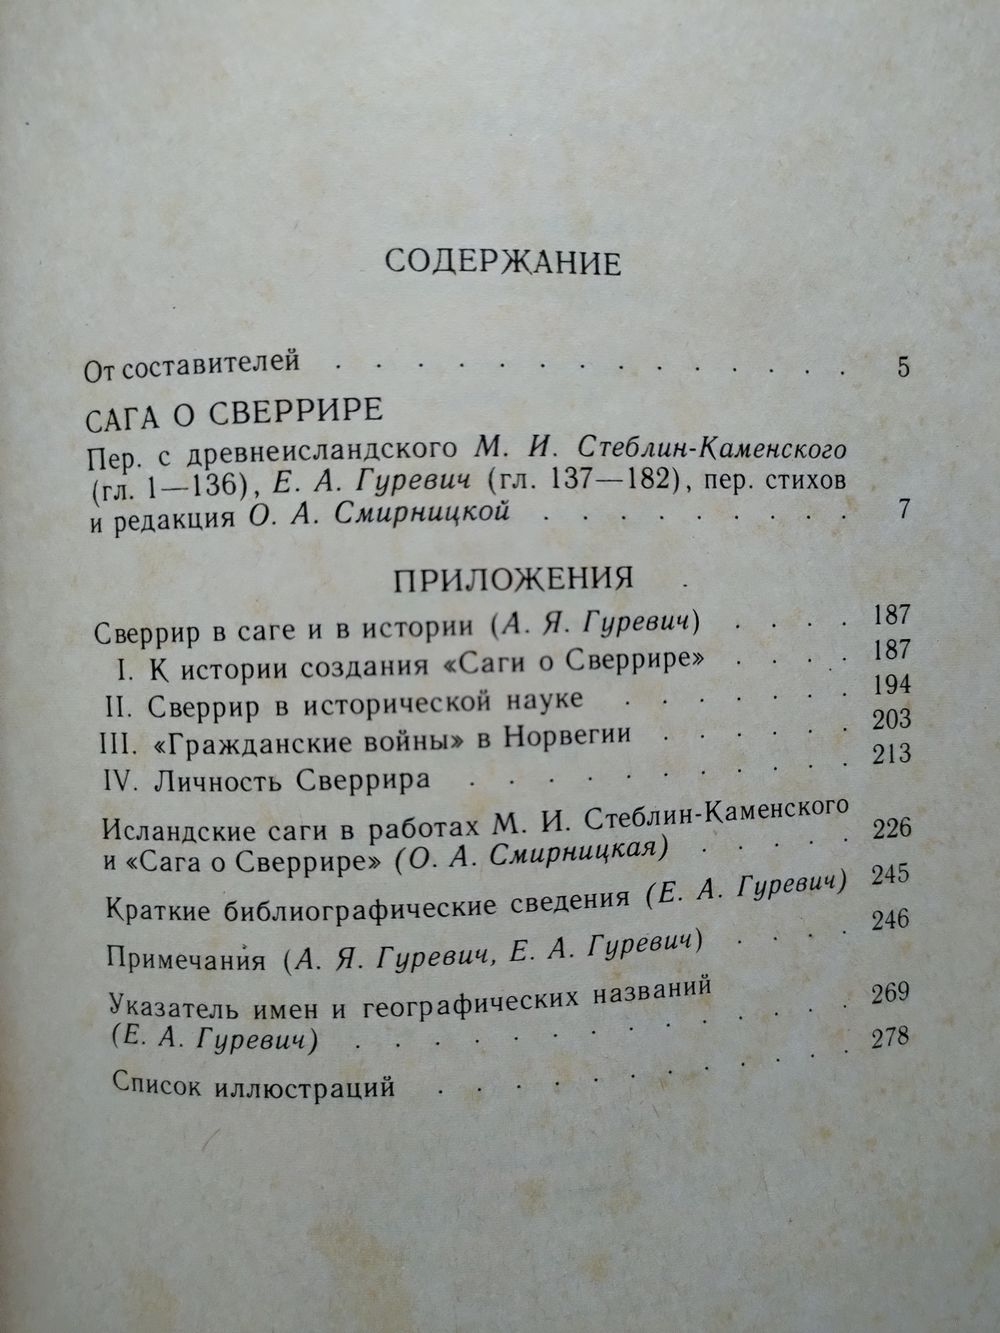 СОДЕРЖАНИЕ
От составителей . . . . . . . . . . . . . . 5
САГА О СВЕРРИРЕ
Пер. с древнеисландского М. И. Стеблин-Каменского
(гл. 1—136), Е. А. Гуревич (гл. 137—182), пер. стихов
и редакция О. А. Смирницкой . . . . . . . . . 7
ПРИЛОЖЕНИЯ
Сверрир в саге и в истории (А. Я. Гуревич) . . . . 187
I. К истории создания «Саги о Сверрире» . . . . 187
II. Сверрир в исторической науке . . . . . . . 194
III. «Гражданские войны» в Норвегии . . . . . . 203
IV. Личность Сверрира . . . . . . . . . . . 213
Исландские саги в работах М. И. Стеблин-Каменского
и «Сага о Сверрире» (О. А. Смирницкая) . . . . . 226
Краткие библиографические сведения (Е. А. Гуревич) 245
Примечания (А. Я. Гуревич, Е. А. Гуревич) . . . . 246
Указатель имен и географических названий
(Е. А. Гуревич) . . . . . . . . . . . . . 269
Список иллюстраций . . . . . . . . . . . 278